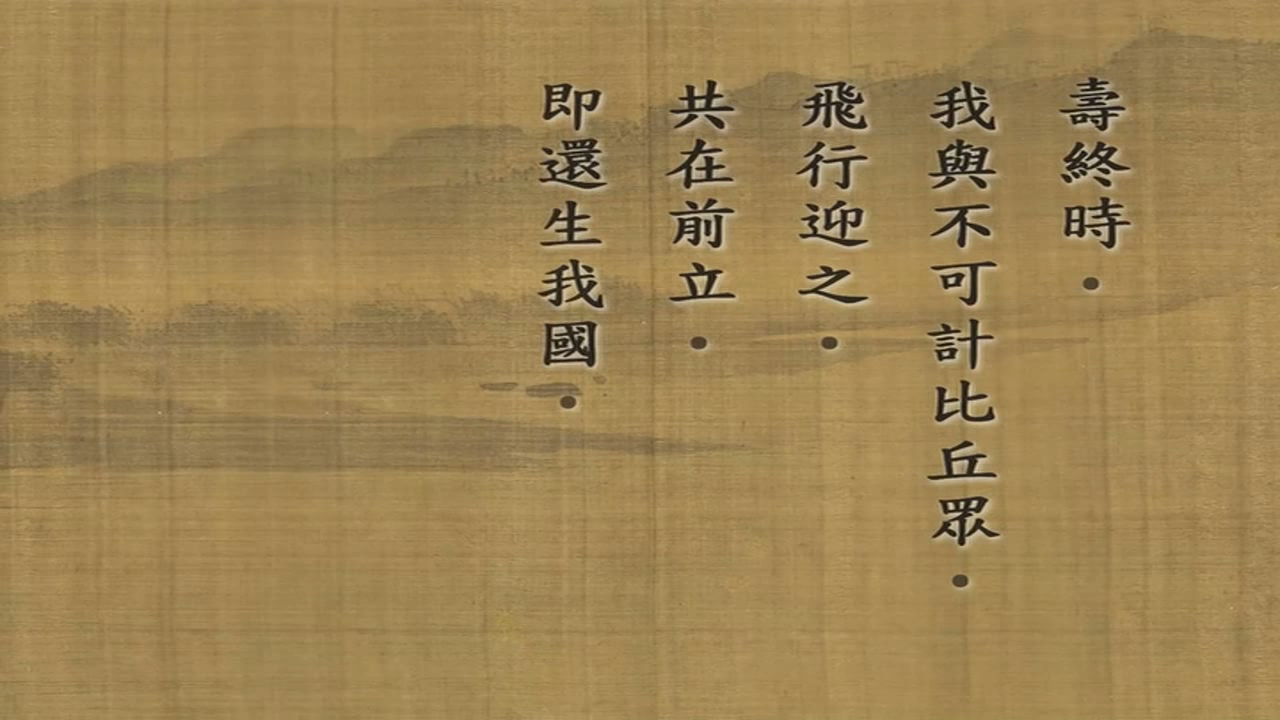 壽終時．
我與不可計比丘眾．
飛行迎之．
共在前立．
即還生我國．